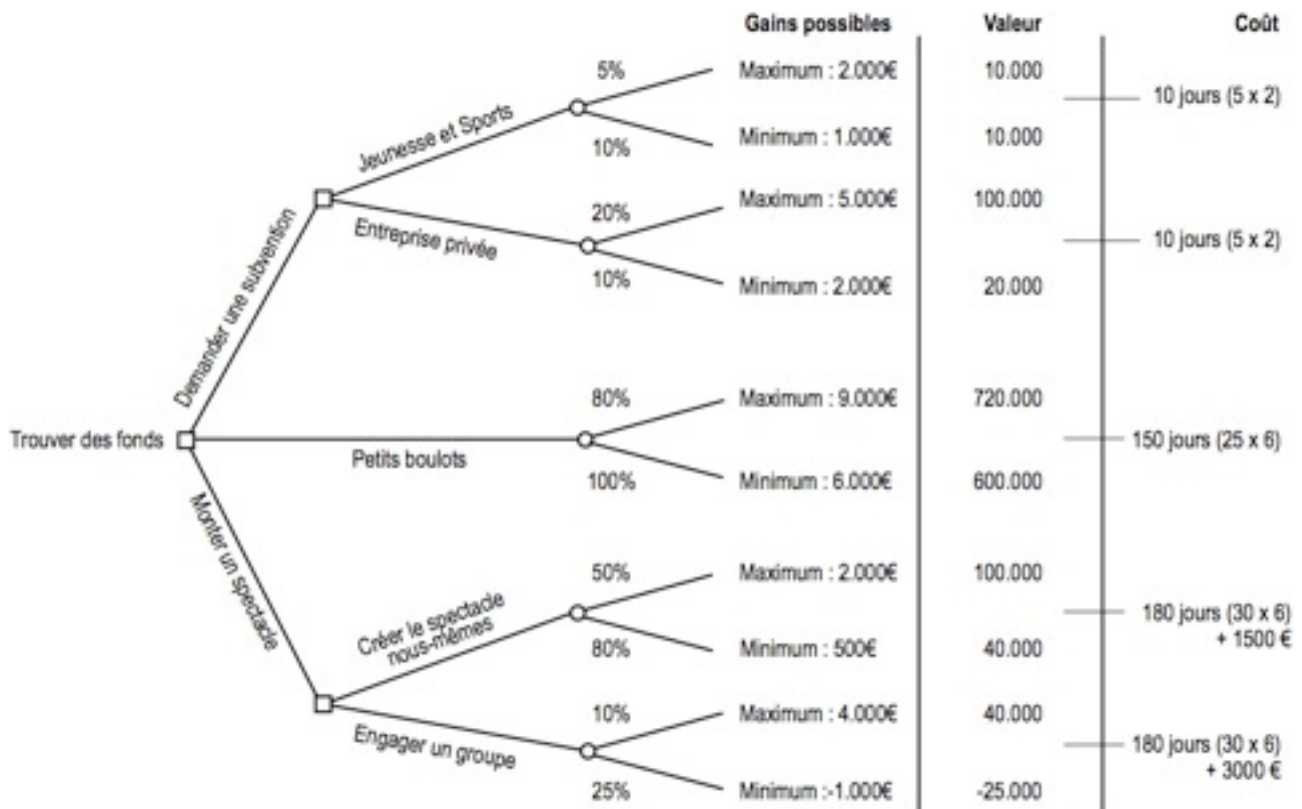 Gains possibles Valeur Coût
5% Maximum : 2.000€ 10.000
Jeunesse et Sports 10 jours (5 x 2)
10% Minimum : 1.000€ 10.000
20% Maximum : 5.000€ 100.000
Entreprise privée 10 jours (5 x 2)
10% Minimum : 2.000€ 20.000
Demander une subvention
80% Maximum : 9.000€ 720.000
Trouver des fonds Petits boulots 150 jours (25 x 6)
100% Minimum : 6.000€ 600.000
Monter un spectacle
50% Maximum : 2.000€ 100.000
Créer le spectacle
nous-mêmes
180 jours (30 x 6)
+ 1500 €
80% Minimum : 500€ 40.000
10% Maximum : 4.000€ 40.000
Engager un groupe 180 jours (30 x 6)
+ 3000 €
25% Minimum :-1.000€ -25.000